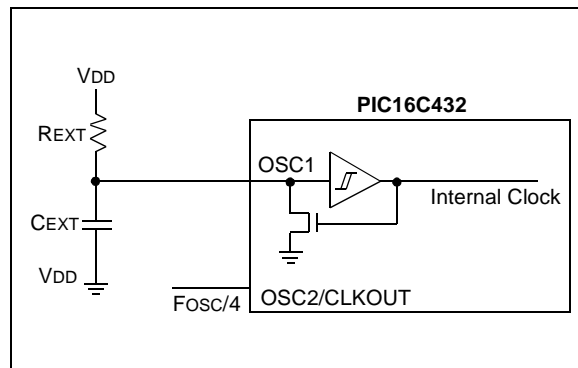 VDD
PIC16C432
REXT
OSC1
Internal Clock
CEXT
VDD
FOSC/4
OSC2/CLKOUT